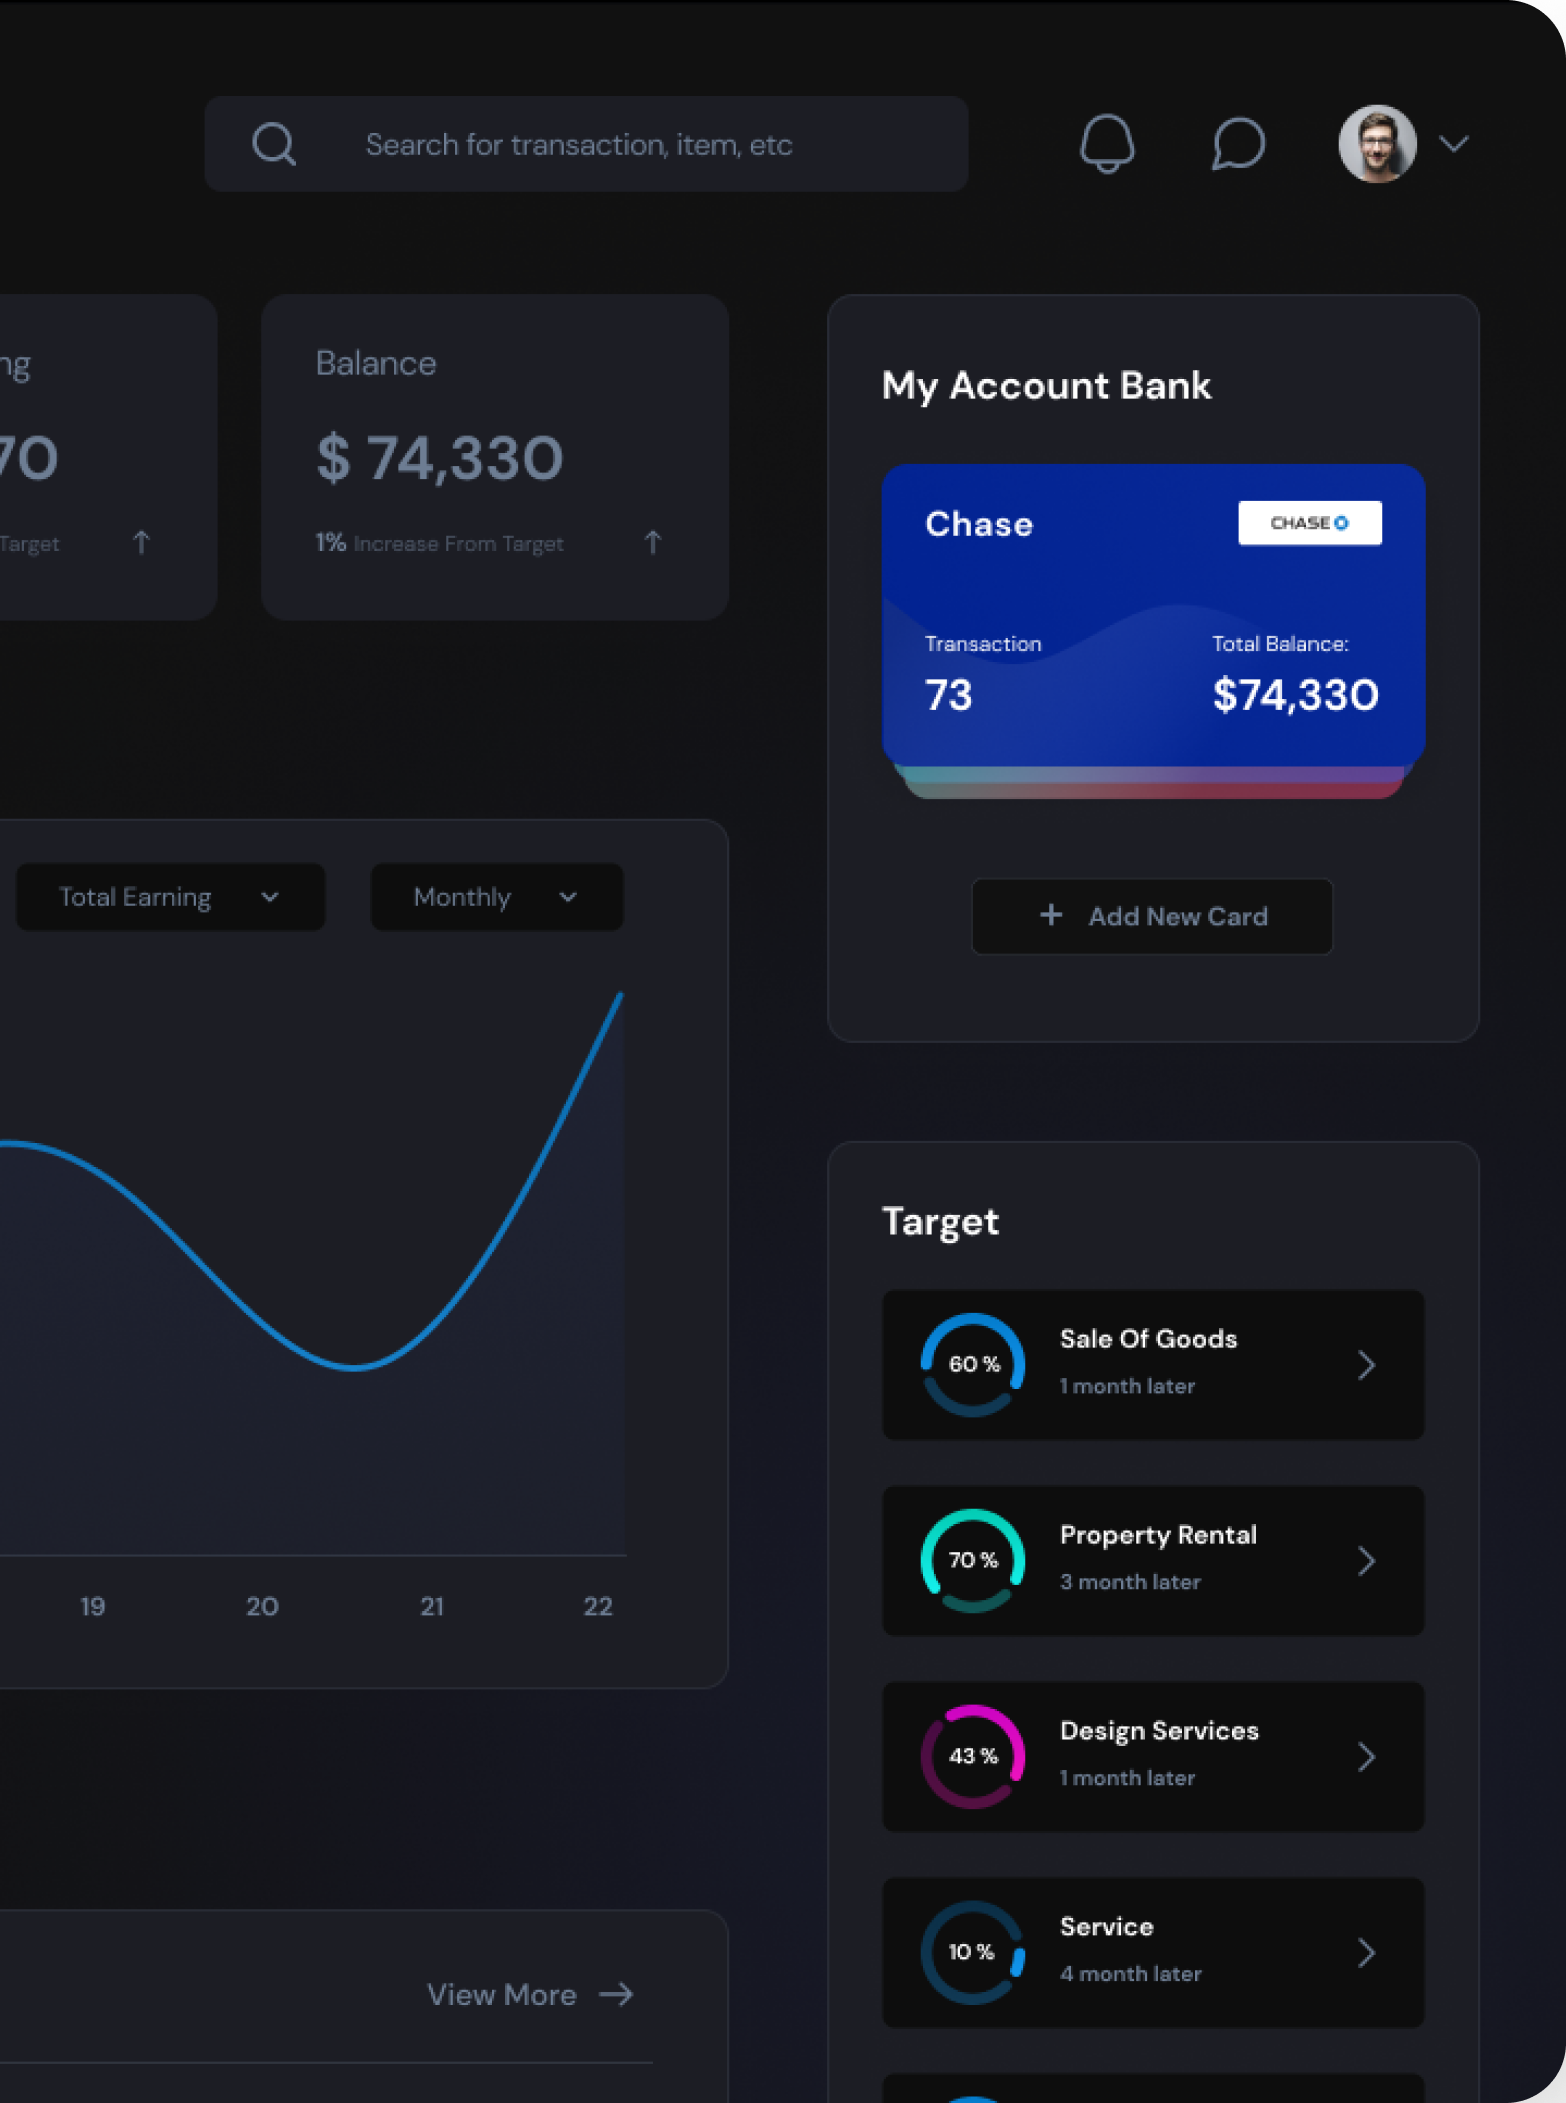 Search for transaction, item, etc
ng
70
Target
Balance
$ 74,330
1% Increase From Target
My Account Bank
Chase
CHASE
Transaction
Total Balance:
73
$74,330
Add New Card
Total Earning
Monthly
19 20 21 22
Target
60 %
Sale Of Goods
1 month later
70 %
Property Rental
3 month later
43 %
Design Services
1 month later
10 %
Service
4 month later
View More